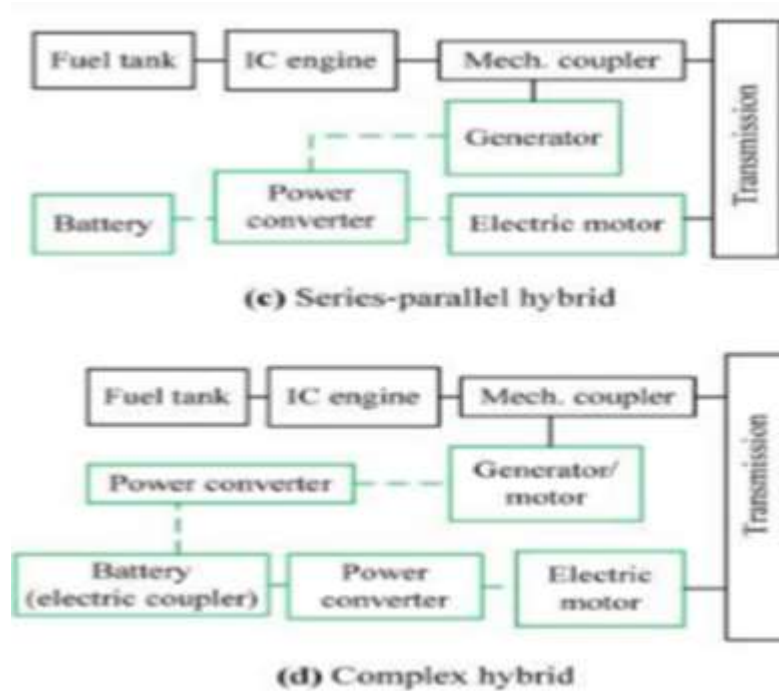 Fuel tank
IC engine
Mech. coupler
Transmission
Generator
Battery
Power
converter
Electric motor
(c) Series-parallel hybrid
Fuel tank
IC engine
Mech. coupler
Transmission
Power converter
Generator/
motor
Battery
(electric coupler)
Power
converter
Electric
motor
(d) Complex hybrid